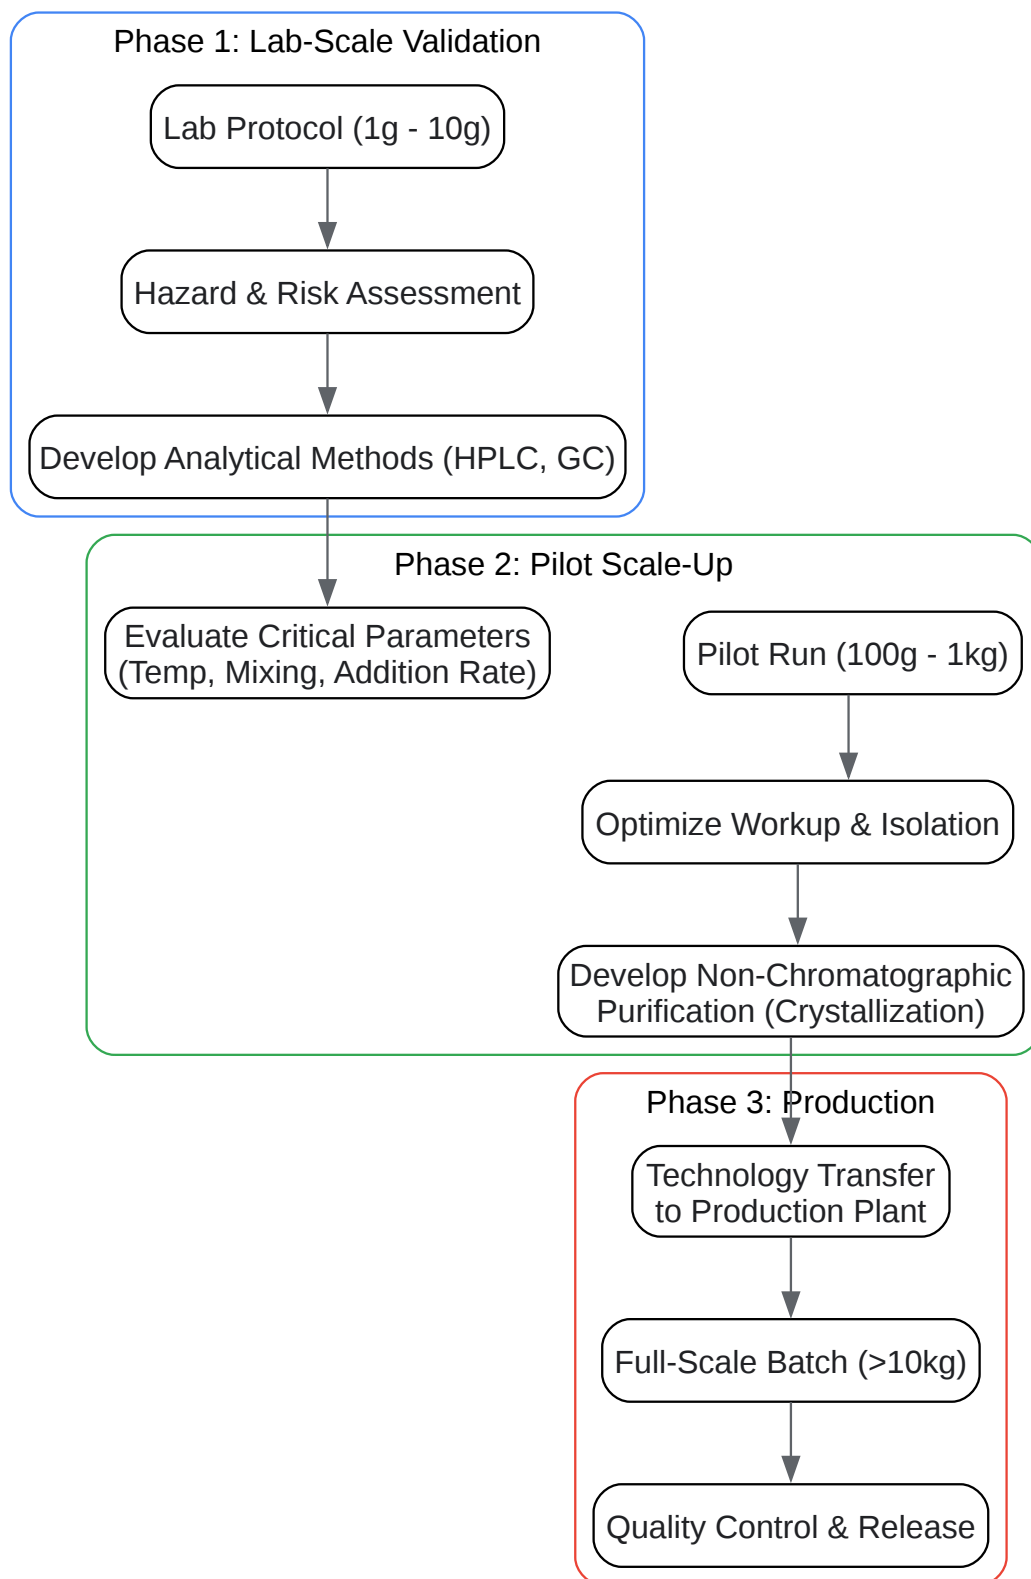 Phase 1: Lab-Scale Validation
Lab Protocol (1g - 10g)
Hazard & Risk Assessment
Develop Analytical Methods (HPLC, GC)
Phase 2: Pilot Scale-Up
Evaluate Critical Parameters
(Temp, Mixing, Addition Rate)
Pilot Run (100g - 1kg)
Optimize Workup & Isolation
Develop Non-Chromatographic
Purification (Crystallization)
Phase 3: Production
Technology Transfer
to Production Plant
Full-Scale Batch (>10kg)
Quality Control & Release